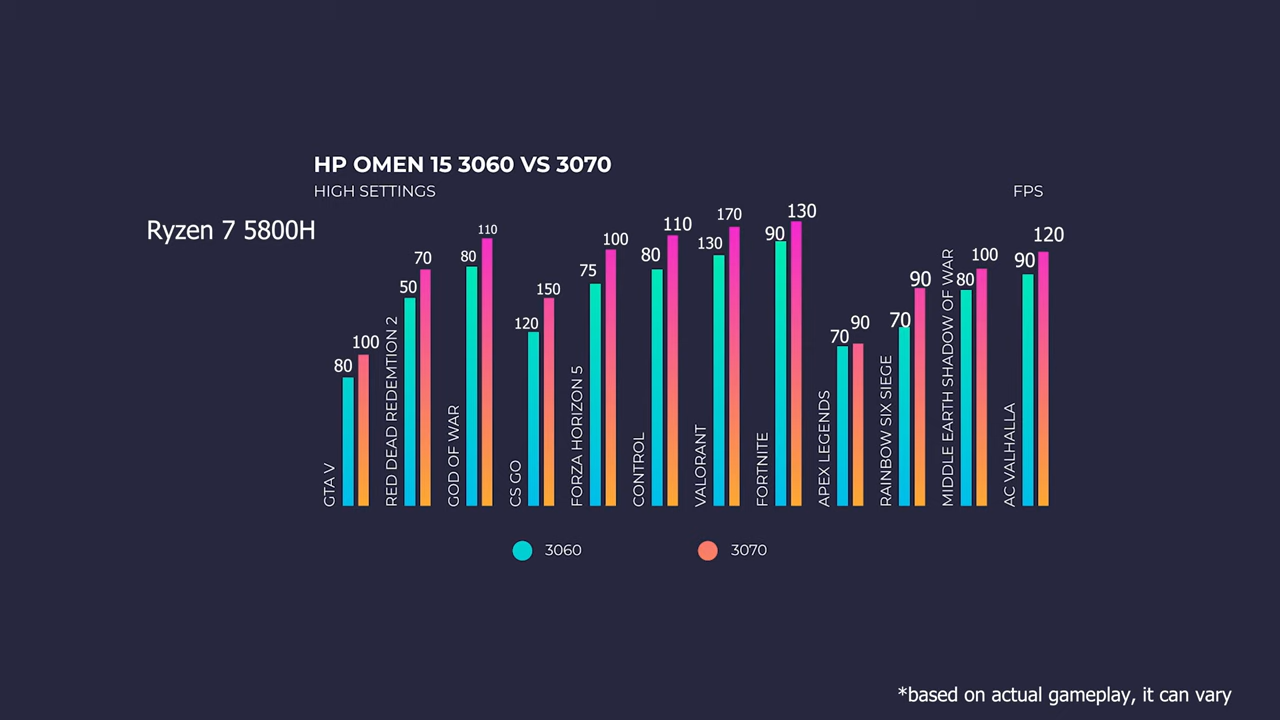 HP OMEN 15 3060 VS 3070
HIGH SETTINGS
FPS
Ryzen 7 5800H
80
100
GTA V
50
70
RED DEAD REDEMTION 2
80
110
GOD OF WAR
120
150
CS GO
75
100
FORZA HORIZON 5
80
110
CONTROL
130
170
VALORANT
90
130
FORTNITE
70
90
APEX LEGENDS
70
90
RAINBOW SIX SIEGE
80
100
MIDDLE EARTH SHADOW OF WAR
90
120
AC VALHALLA
3060
3070
*based on actual gameplay, it can vary